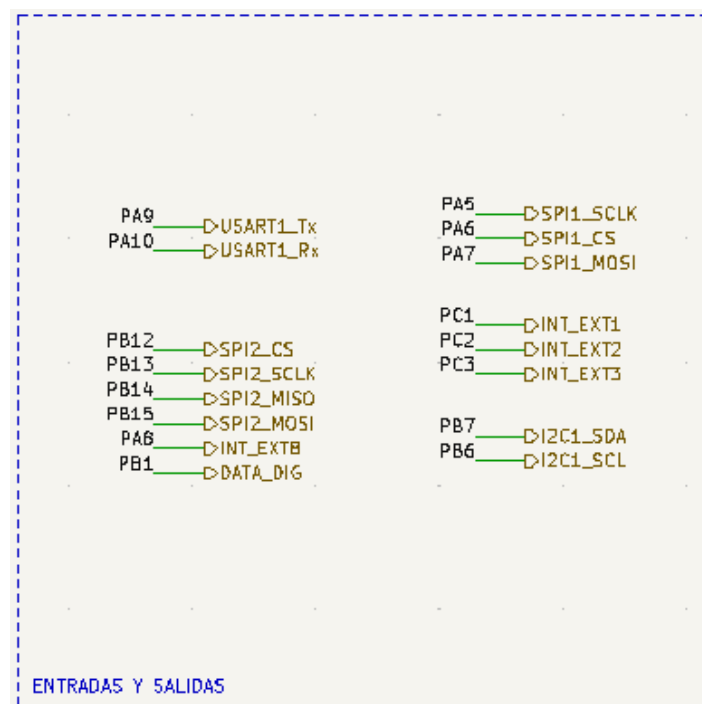 PA9 USART1_Tx
PA10 USART1_Rx
PB12 SPI2_CS
PB13 SPI2_SCLK
PB14 SPI2_MISO
PB15 SPI2_MOSI
PA8 INT_EXT8
PB1 DATA_DIG
PA5 SPI1_SCLK
PA6 SPI1_CS
PA7 SPI1_MOSI
PC1 INT_EXT1
PC2 INT_EXT2
PC3 INT_EXT3
PB7 I2C1_SDA
PB6 I2C1_SCL
ENTRADAS Y SALIDAS